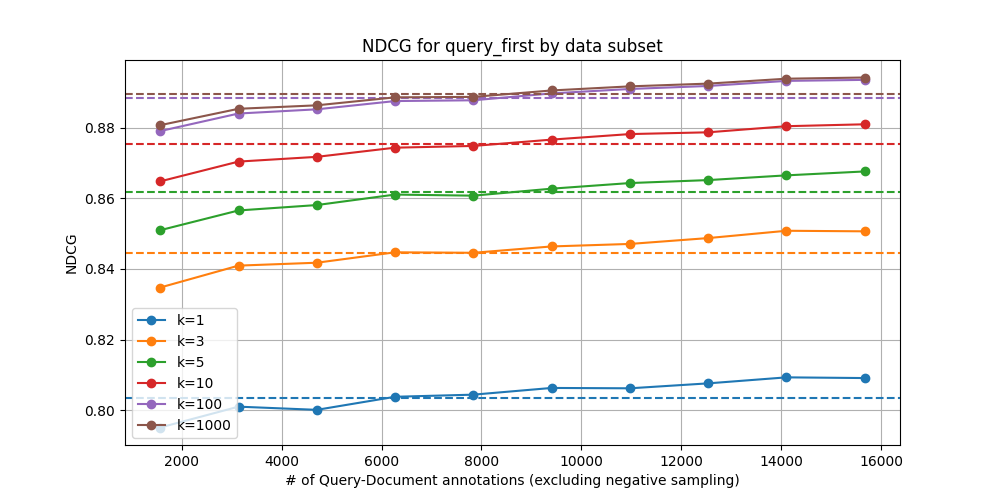 NDCG for query_first by data subset
NDCG
0.88
0.86
0.84
0.82
0.80
k=1
k=3
k=5
k=10
k=100
k=1000
2000 4000 6000 8000 10000 12000 14000 16000
# of Query-Document annotations (excluding negative sampling)